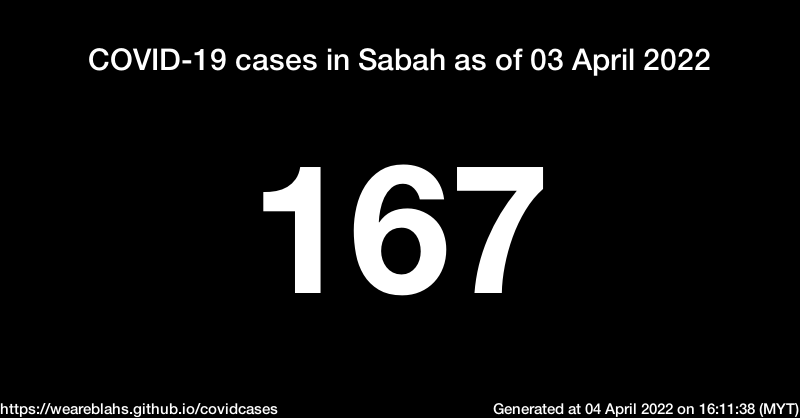 COVID-19 cases in Sabah as of 03 April 2022
167
https://weareblahs.github.io/covidcases
Generated at 04 April 2022 on 16:11:38 (MYT)